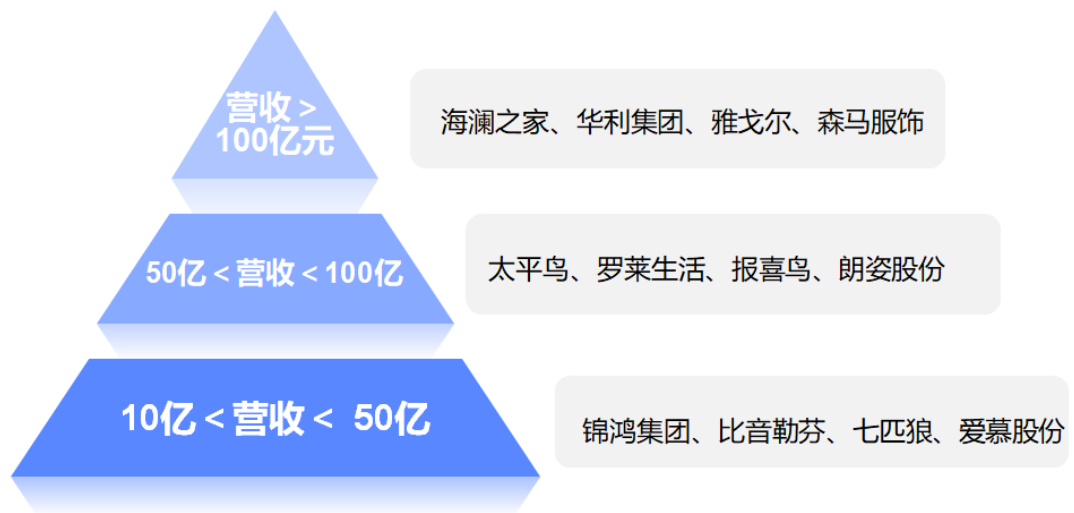 营收＞
100亿元
海澜之家、华利集团、雅戈尔、森马服饰
50亿＜营收＜100亿
太平鸟、罗莱生活、报喜鸟、朗姿股份
10亿＜营收＜ 50亿
锦鸿集团、比音勒芬、七匹狼、爱慕股份